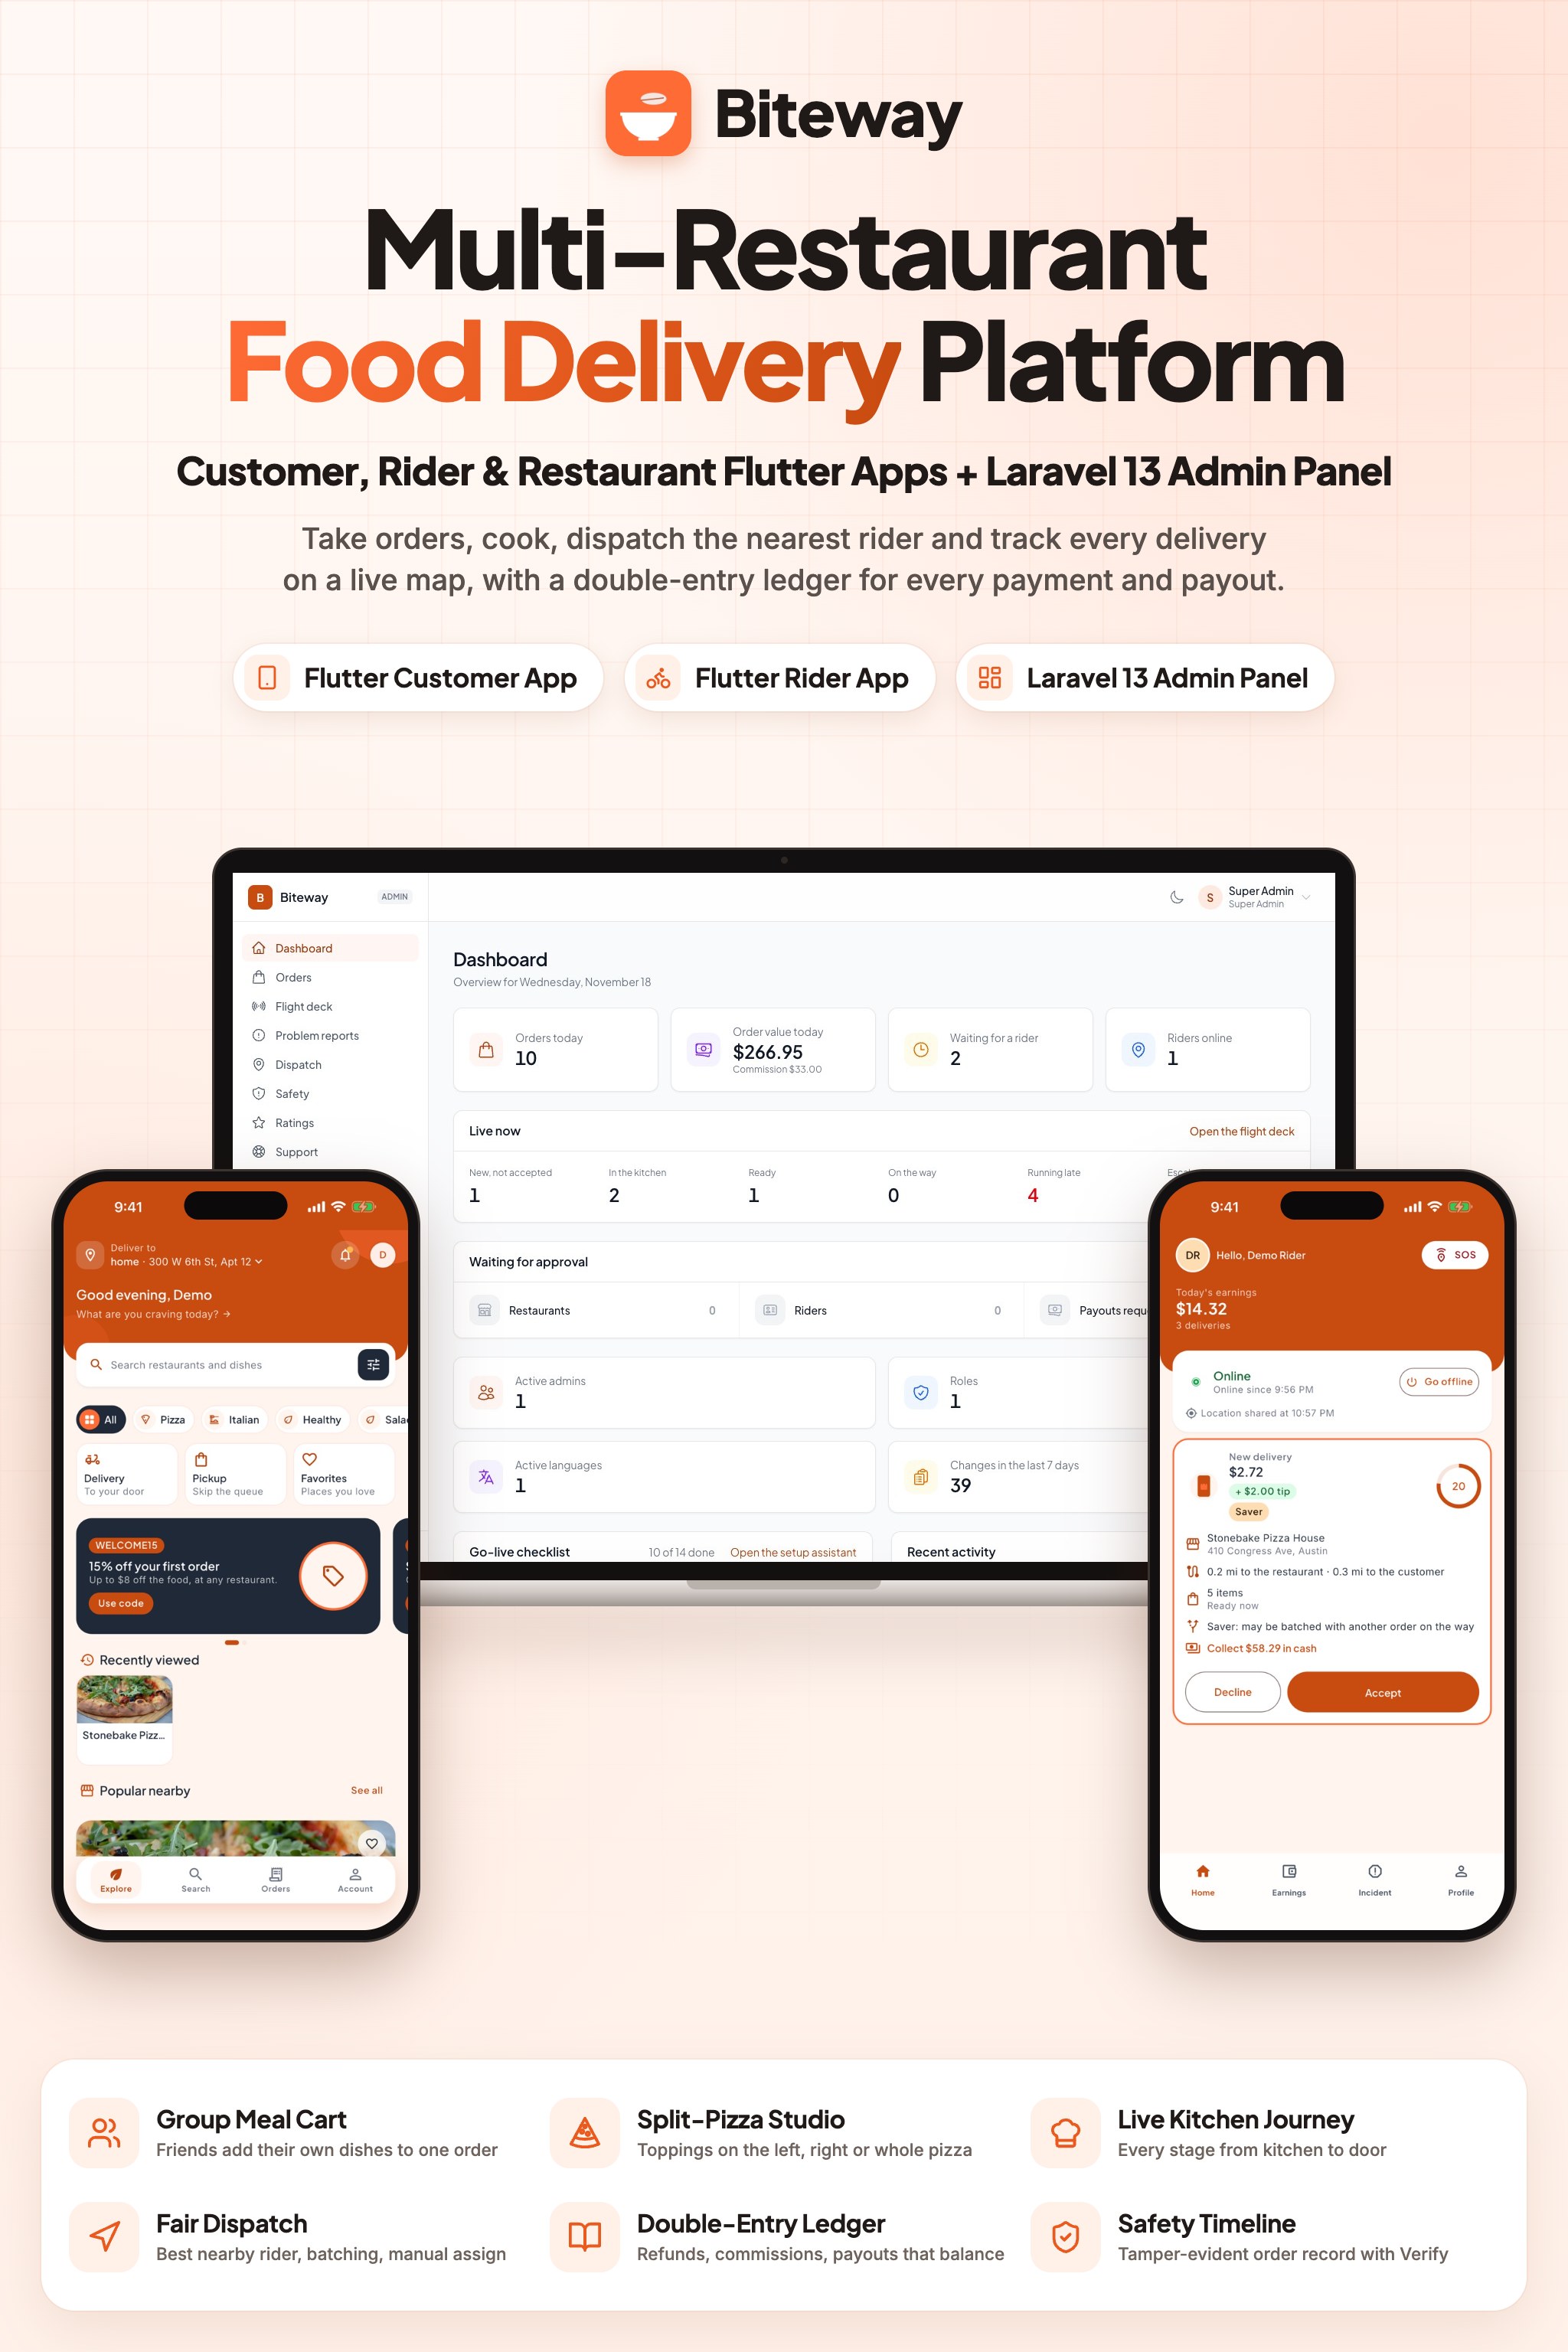 Biteway
Multi-Restaurant
Food Delivery Platform
Customer, Rider & Restaurant Flutter Apps + Laravel 13 Admin Panel
Take orders, cook, dispatch the nearest rider and track every delivery
on a live map, with a double-entry ledger for every payment and payout.
Flutter Customer App
Flutter Rider App
Laravel 13 Admin Panel
B Biteway ADMIN
S Super Admin
Super Admin
Dashboard
Orders
Flight deck
Problem reports
Dispatch
Safety
Ratings
Support
Dashboard
Overview for Wednesday, November 18
Orders today
10
Order value today
$266.95
Commission $33.00
Waiting for a rider
2
Riders online
1
Live now
Open the flight deck
New, not accepted
1
In the kitchen
2
Ready
1
On the way
0
Running late
4
Waiting for approval
Restaurants 0
Riders 0
Payouts
Active admins
1
Roles
1
Active languages
1
Changes in the last 7 days
39
Go-live checklist 10 of 14 done Open the setup assistant
Recent activity
9:41
Deliver to
home · 300 W 6th St, Apt 12
D
Good evening, Demo
What are you craving today?
Search restaurants and dishes
All
Pizza
Italian
Healthy
Delivery
To your door
Pickup
Skip the queue
Favorites
Places you love
WELCOME15
15% off your first order
Up to $8 off the food, at any restaurant.
Use code
Recently viewed
Stonebake Pizz...
Popular nearby
See all
Explore
Search
Orders
Account
9:41
DR Hello, Demo Rider
SOS
Today's earnings
$14.32
3 deliveries
Online
Online since 9:56 PM
Go offline
Location shared at 10:57 PM
New delivery
$2.72
+ $2.00 tip
Saver
20
Stonebake Pizza House
410 Congress Ave, Austin
0.2 mi to the restaurant · 0.3 mi to the customer
5 items
Ready now
Saver: may be batched with another order on the way
Collect $58.29 in cash
Decline
Accept
Home
Earnings
Incident
Profile
Group Meal Cart
Friends add their own dishes to one order
Split-Pizza Studio
Toppings on the left, right or whole pizza
Live Kitchen Journey
Every stage from kitchen to door
Fair Dispatch
Best nearby rider, batching, manual assign
Double-Entry Ledger
Refunds, commissions, payouts that balance
Safety Timeline
Tamper-evident order record with Verify